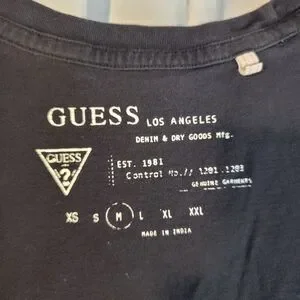 GUESS LOS ANGELES
DENIM & DRY GOODS Mfg.
GUESS
?
EST. 1981
Control No.// 1201.1203
GENUINE GARMENTS
XS S M L XL XXL
MADE IN INDIA